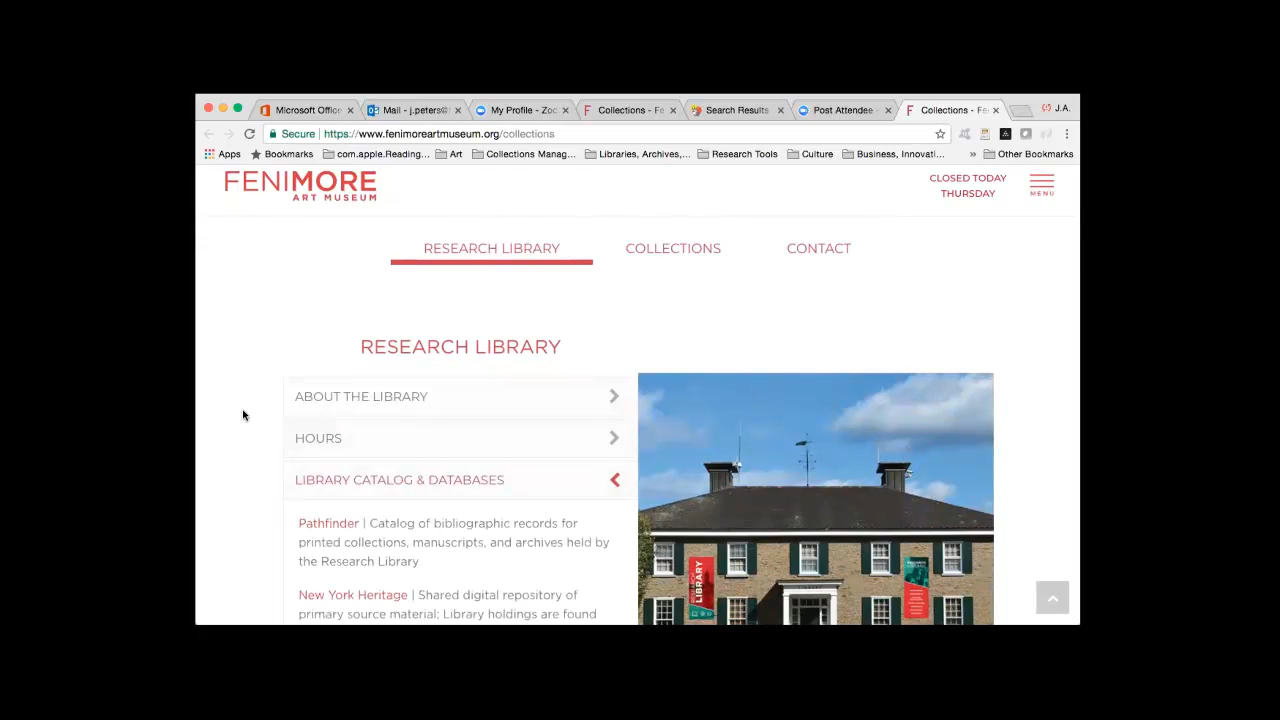 Microsoft Office
Mail - j.peters@
My Profile - Zoo
Collections - Fe
Search Results
Post Attendee -
Collections - Fe
J.A.
Secure
https://www.fenimoreartmuseum.org/collections
Apps
Bookmarks
com.apple.Reading...
Art
Collections Manag...
Libraries, Archives,...
Research Tools
Culture
Business, Innovati...
»
Other Bookmarks
FENIMORE
ART MUSEUM
CLOSED TODAY
THURSDAY
MENU
RESEARCH LIBRARY
COLLECTIONS
CONTACT
RESEARCH LIBRARY
ABOUT THE LIBRARY
HOURS
LIBRARY CATALOG & DATABASES
Pathfinder | Catalog of bibliographic records for
printed collections, manuscripts, and archives held by
the Research Library
New York Heritage | Shared digital repository of
primary source material; Library holdings are found
LIBRARY